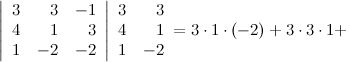 | 3 3 −1 | 3 3
| 4 1 3 | 4 1 = 3 · 1 · (−2) + 3 · 3 · 1 +
| 1 −2 −2 | 1 −2